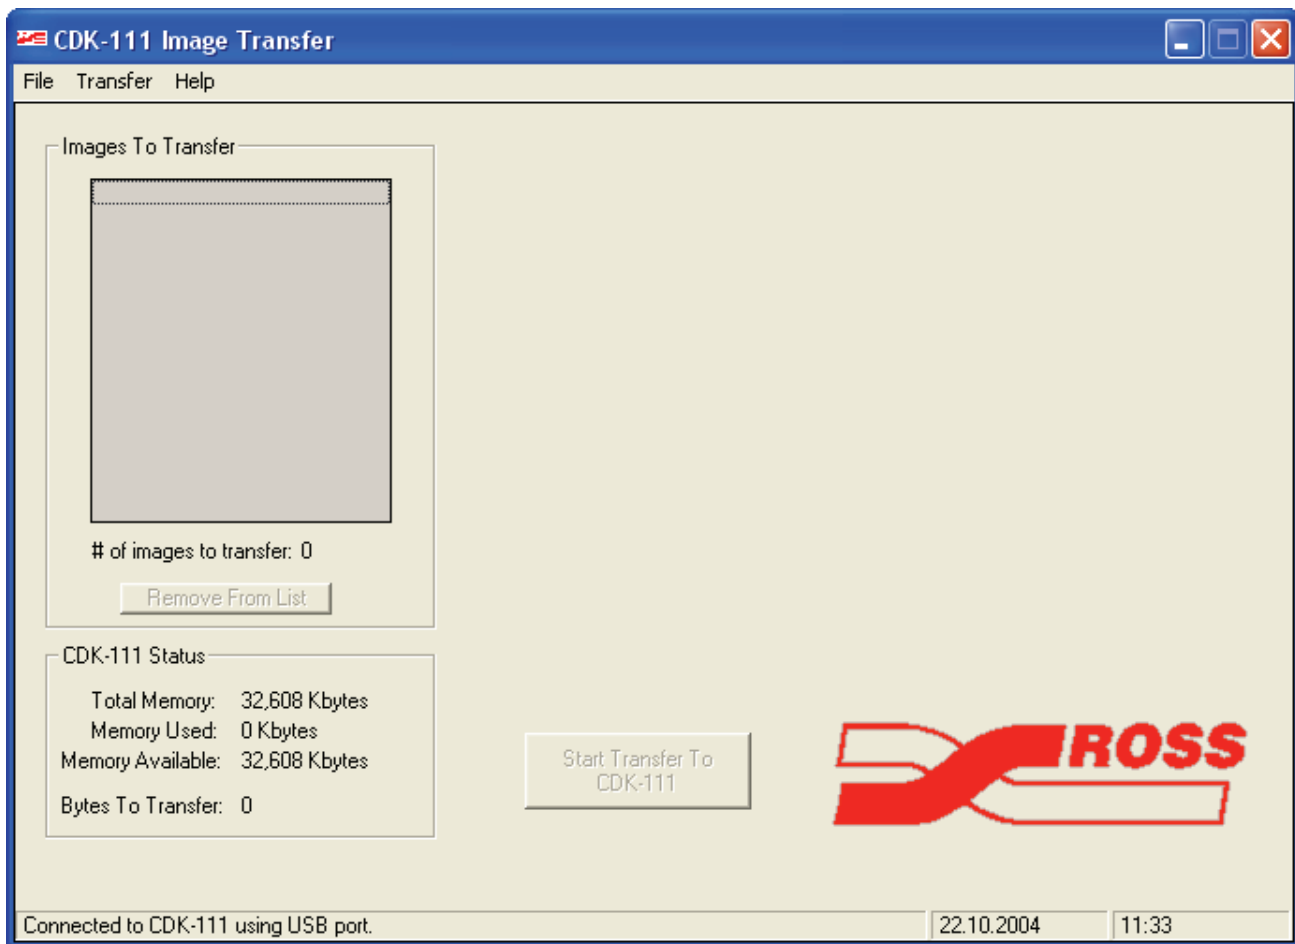 CDK-111 Image Transfer
File Transfer Help
Images To Transfer
# of images to transfer: 0
Remove From List
CDK-111 Status
Total Memory: 32,608 Kbytes
Memory Used: 0 Kbytes
Memory Available: 32,608 Kbytes
Bytes To Transfer: 0
Start Transfer To
CDK-111
ROSS
Connected to CDK-111 using USB port.
22.10.2004
11:33